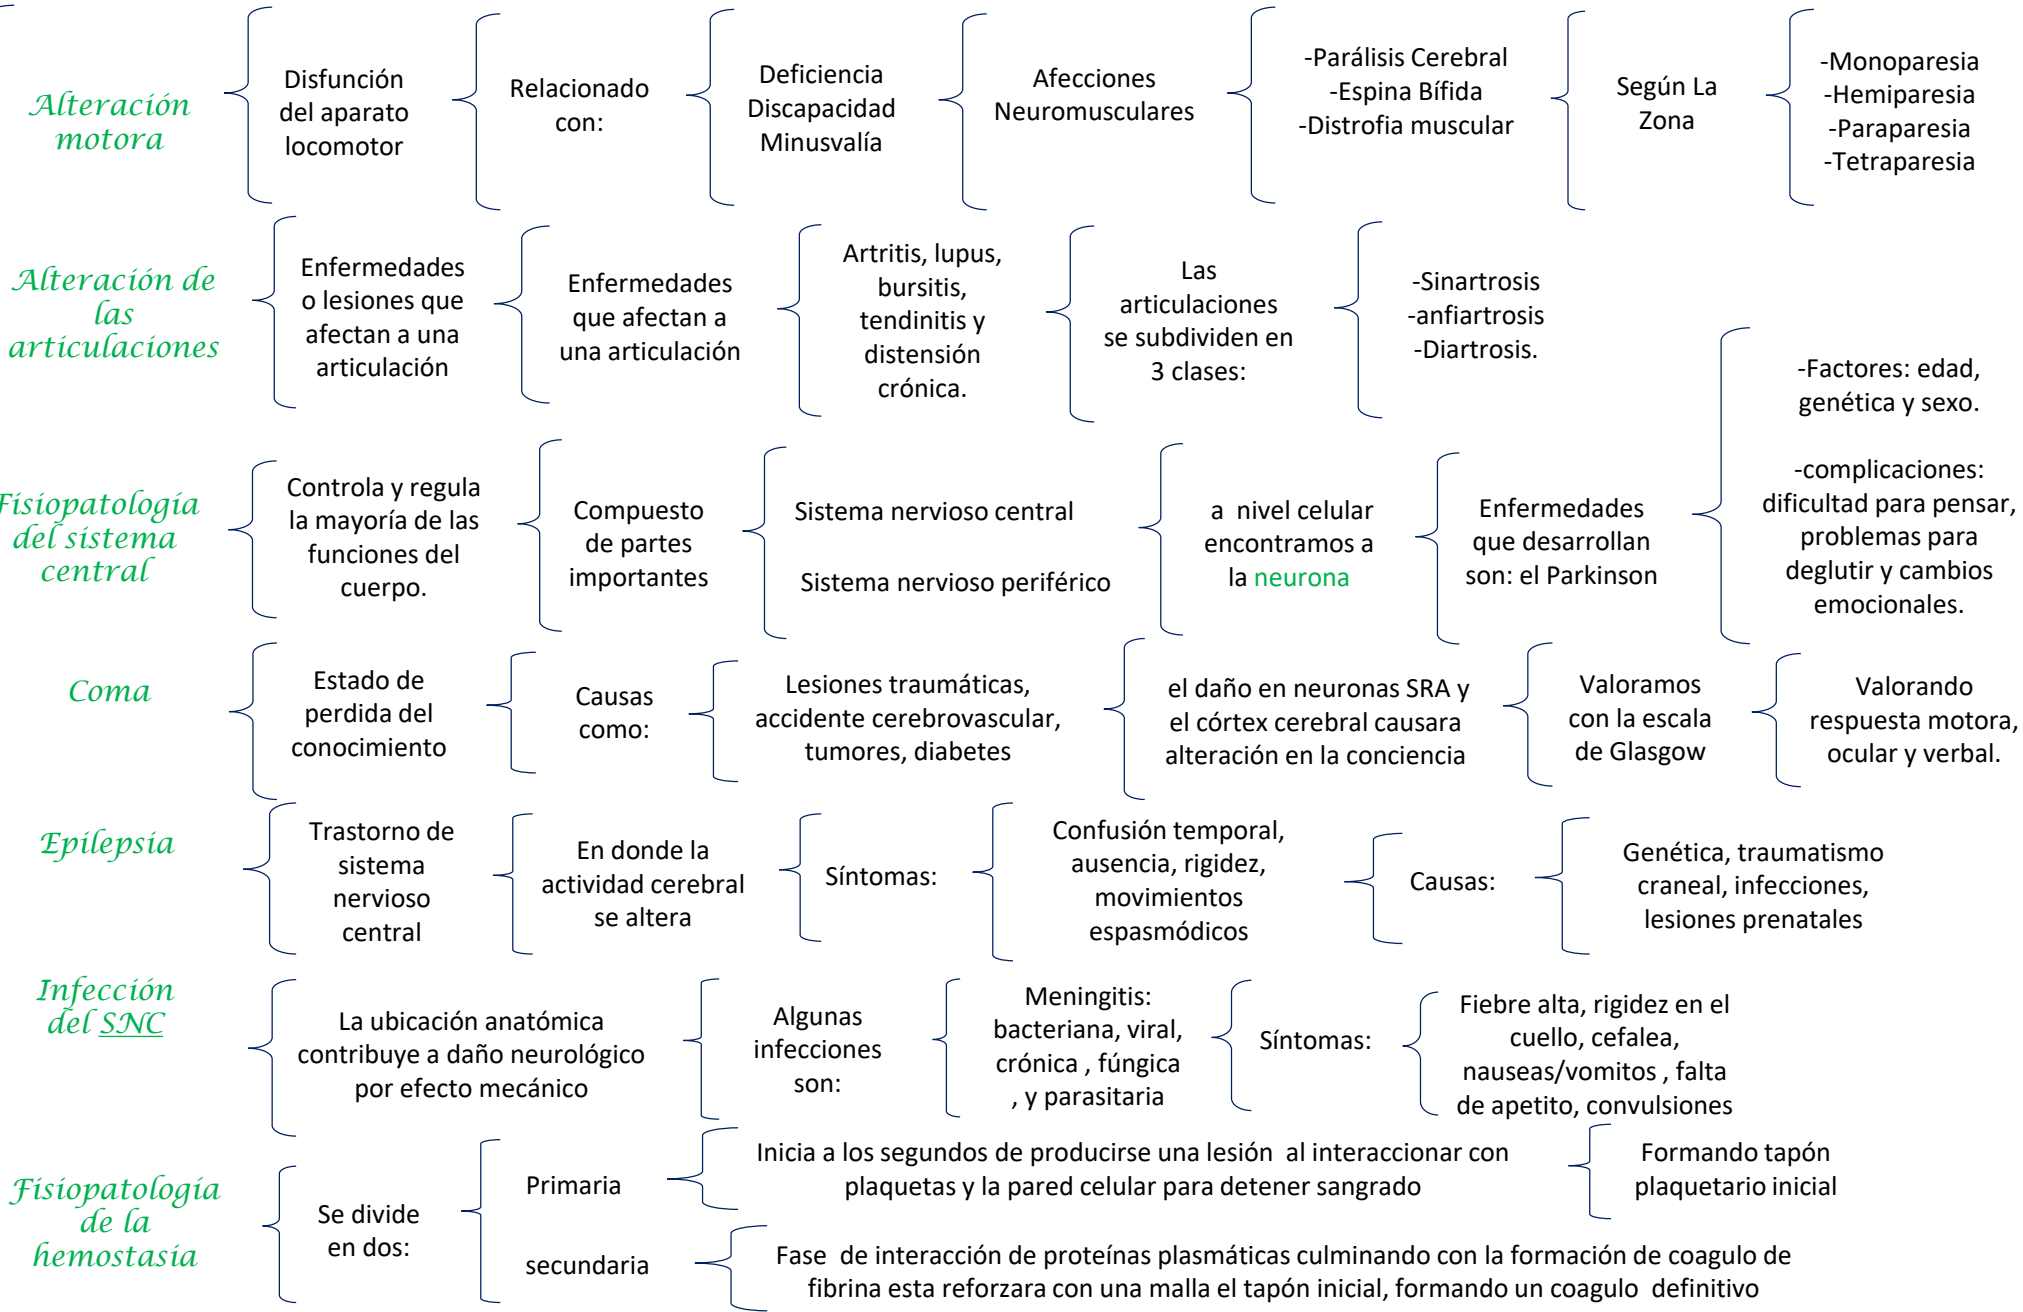 Alteración
motora
Disfunción
del aparato
locomotor
Relacionado
con:
Deficiencia
Discapacidad
Minusvalía
Afecciones
Neuromusculares
-Parálisis Cerebral
-Espina Bífida
-Distrofia muscular
Según La
Zona
-Monoparesia
-Hemiparesia
-Paraparesia
-Tetraparesia
Alteración de
las
articulaciones
Enfermedades
o lesiones que
afectan a una
articulación
Enfermedades
que afectan a
una articulación
Artritis, lupus,
bursitis,
tendinitis y
distensión
crónica.
Las
articulaciones
se subdividen en
3 clases:
-Sinartrosis
-anfiartrosis
-Diartrosis.
Fisiopatología
del sistema
central
Controla y regula
la mayoría de las
funciones del
cuerpo.
Compuesto
de partes
importantes
Sistema nervioso central
Sistema nervioso periférico
a nivel celular
encontramos a
la neurona
Enfermedades
que desarrollan
son: el Parkinson
-Factores: edad,
genética y sexo.
-complicaciones:
dificultad para pensar,
problemas para
deglutir y cambios
emocionales.
Coma
Estado de
perdida del
conocimiento
Causas
como:
Lesiones traumáticas,
accidente cerebrovascular,
tumores, diabetes
el daño en neuronas SRA y
el córtex cerebral causara
alteración en la conciencia
Valoramos
con la escala
de Glasgow
Valorando
respuesta motora,
ocular y verbal.
Epilepsia
Trastorno de
sistema
nervioso
central
En donde la
actividad cerebral
se altera
Síntomas:
Confusión temporal,
ausencia, rigidez,
movimientos
espasmódicos
Causas:
Genética, traumatismo
craneal, infecciones,
lesiones prenatales
Infección
del SNC
La ubicación anatómica
contribuye a daño neurológico
por efecto mecánico
Algunas
infecciones
son:
Meningitis:
bacteriana, viral,
crónica , fúngica
, y parasitaria
Síntomas:
Fiebre alta, rigidez en el
cuello, cefalea,
nauseas/vomitos , falta
de apetito, convulsiones
Fisiopatología
de la
hemostasia
Se divide
en dos:
Primaria
Inicia a los segundos de producirse una lesión al interaccionar con
plaquetas y la pared celular para detener sangrado
Formando tapón
plaquetario inicial
secundaria
Fase de interacción de proteínas plasmáticas culminando con la formación de coagulo de
fibrina esta reforzara con una malla el tapón inicial, formando un coagulo definitivo